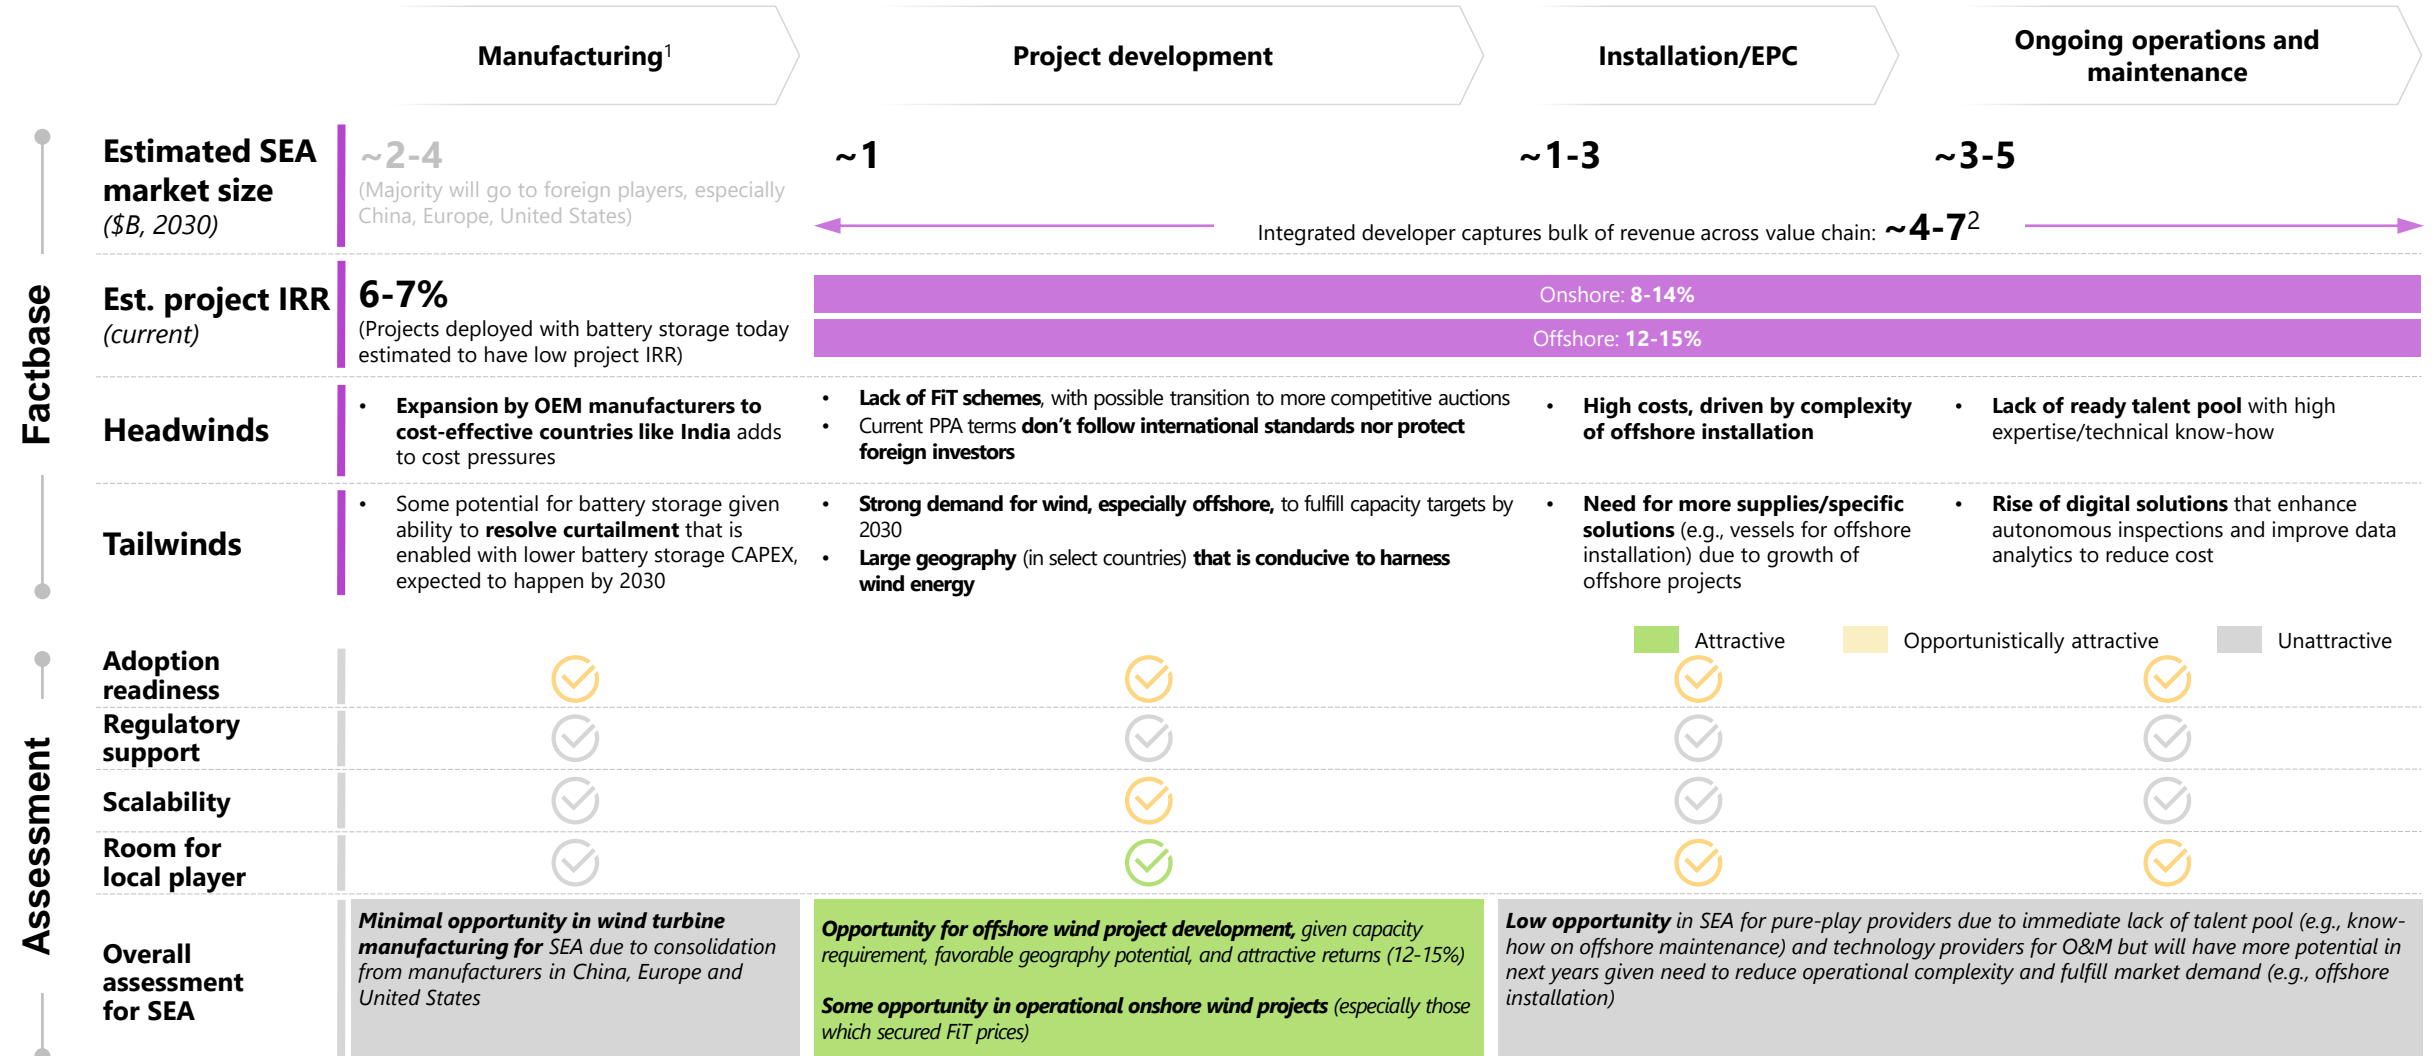 Manufacturing1
Project development
Installation/EPC
Ongoing operations and
maintenance
Factbase
Estimated SEA
market size
($B, 2030)
~2-4
(Majority will go to foreign players, especially
China, Europe, United States)
~1
~1-3
~3-5
Integrated developer captures bulk of revenue across value chain: ~4-72
Est. project IRR
(current)
6-7%
(Projects deployed with battery storage today
estimated to have low project IRR)
Onshore: 8-14%
Offshore: 12-15%
Headwinds
• Expansion by OEM manufacturers to
cost-effective countries like India adds
to cost pressures
• Lack of FiT schemes, with possible transition to more competitive auctions
• Current PPA terms don't follow international standards nor protect
foreign investors
• High costs, driven by complexity
of offshore installation
• Lack of ready talent pool with high
expertise/technical know-how
Tailwinds
• Some potential for battery storage given
ability to resolve curtailment that is
enabled with lower battery storage CAPEX,
expected to happen by 2030
• Strong demand for wind, especially offshore, to fulfill capacity targets by
2030
• Large geography (in select countries) that is conducive to harness
wind energy
• Need for more supplies/specific
solutions (e.g., vessels for offshore
installation) due to growth of
offshore projects
• Rise of digital solutions that enhance
autonomous inspections and improve data
analytics to reduce cost
Attractive
Opportunistically attractive
Unattractive
Assessment
Adoption
readiness
Regulatory
support
Scalability
Room for
local player
Overall
assessment
for SEA
Minimal opportunity in wind turbine
manufacturing for SEA due to consolidation
from manufacturers in China, Europe and
United States
Opportunity for offshore wind project development, given capacity
requirement, favorable geography potential, and attractive returns (12-15%)
Some opportunity in operational onshore wind projects (especially those
which secured FiT prices)
Low opportunity in SEA for pure-play providers due to immediate lack of talent pool (e.g., know-
how on offshore maintenance) and technology providers for O&M but will have more potential in
next years given need to reduce operational complexity and fulfill market demand (e.g., offshore
installation)